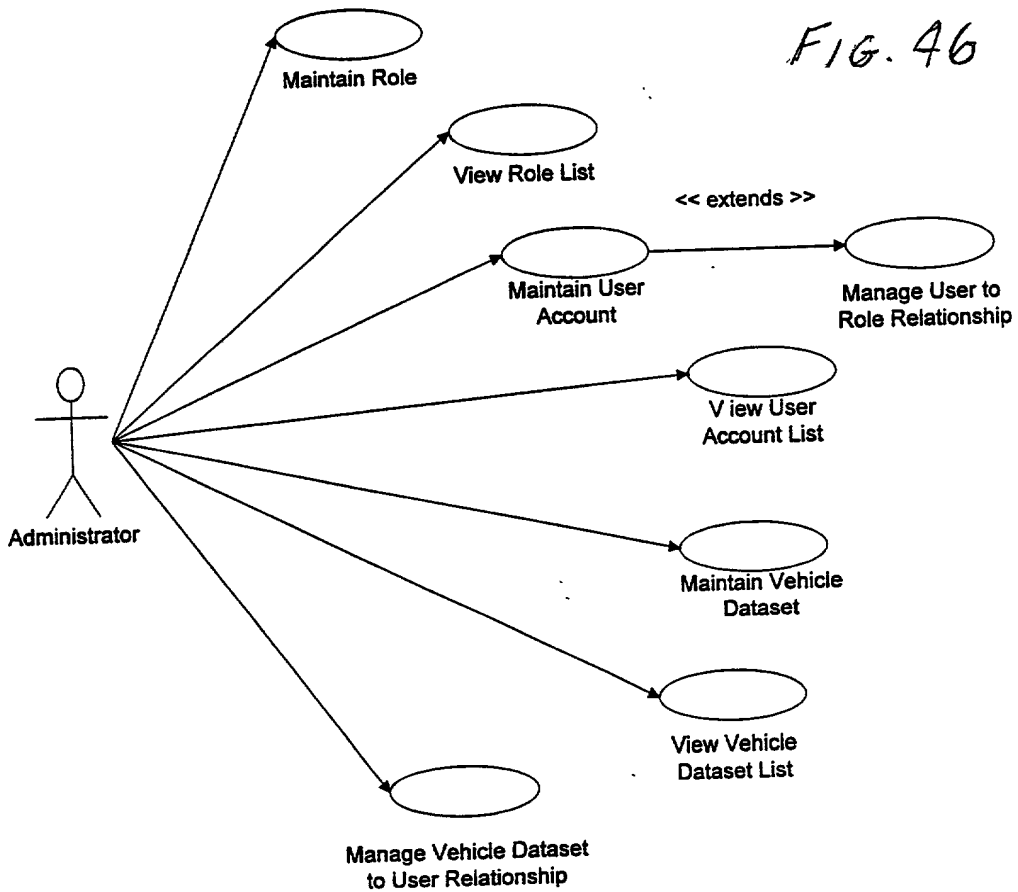 FIG. 46
Maintain Role
View Role List
<< extends >>
Maintain User
Account
Manage User to
Role Relationship
V iew User
Account List
Administrator
Maintain Vehicle
Dataset
View Vehicle
Dataset List
Manage Vehicle Dataset
to User Relationship